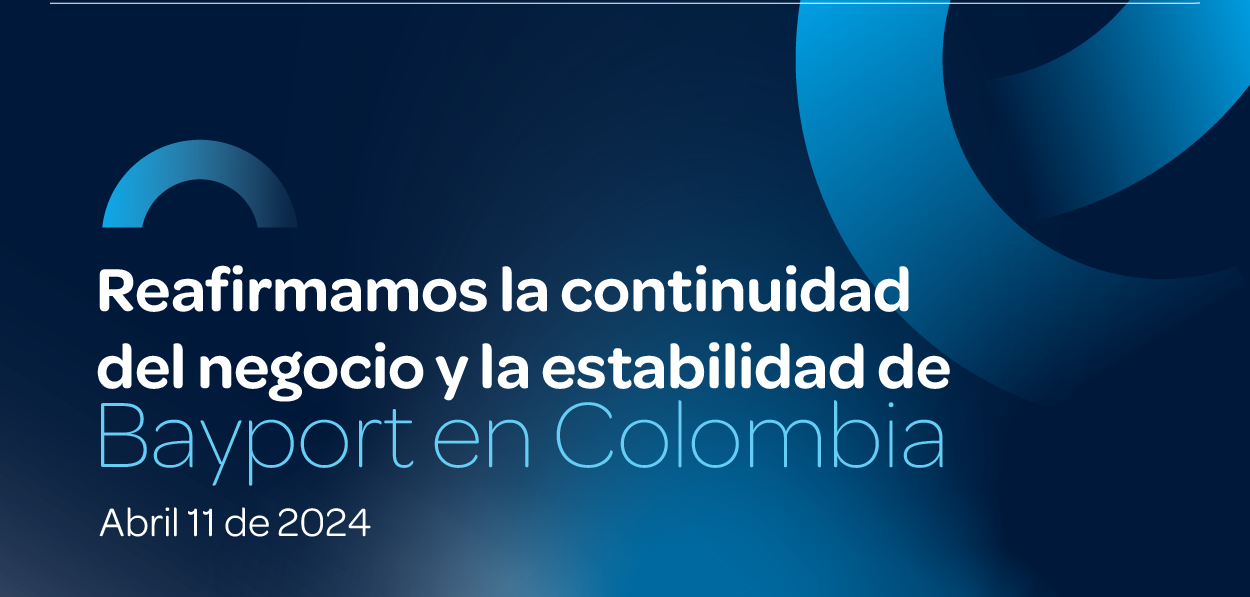 Reafirmamos la continuidad
del negocio y la estabilidad de
Bayport en Colombia
Abril 11 de 2024